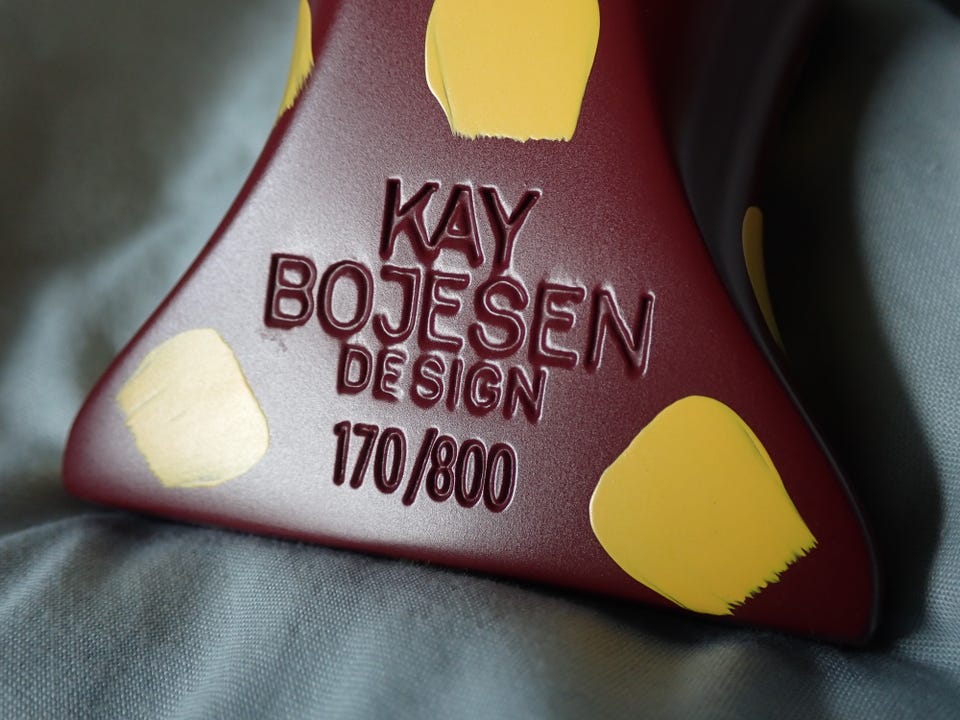 KAY
BOJESEN
DESIGN
170/800